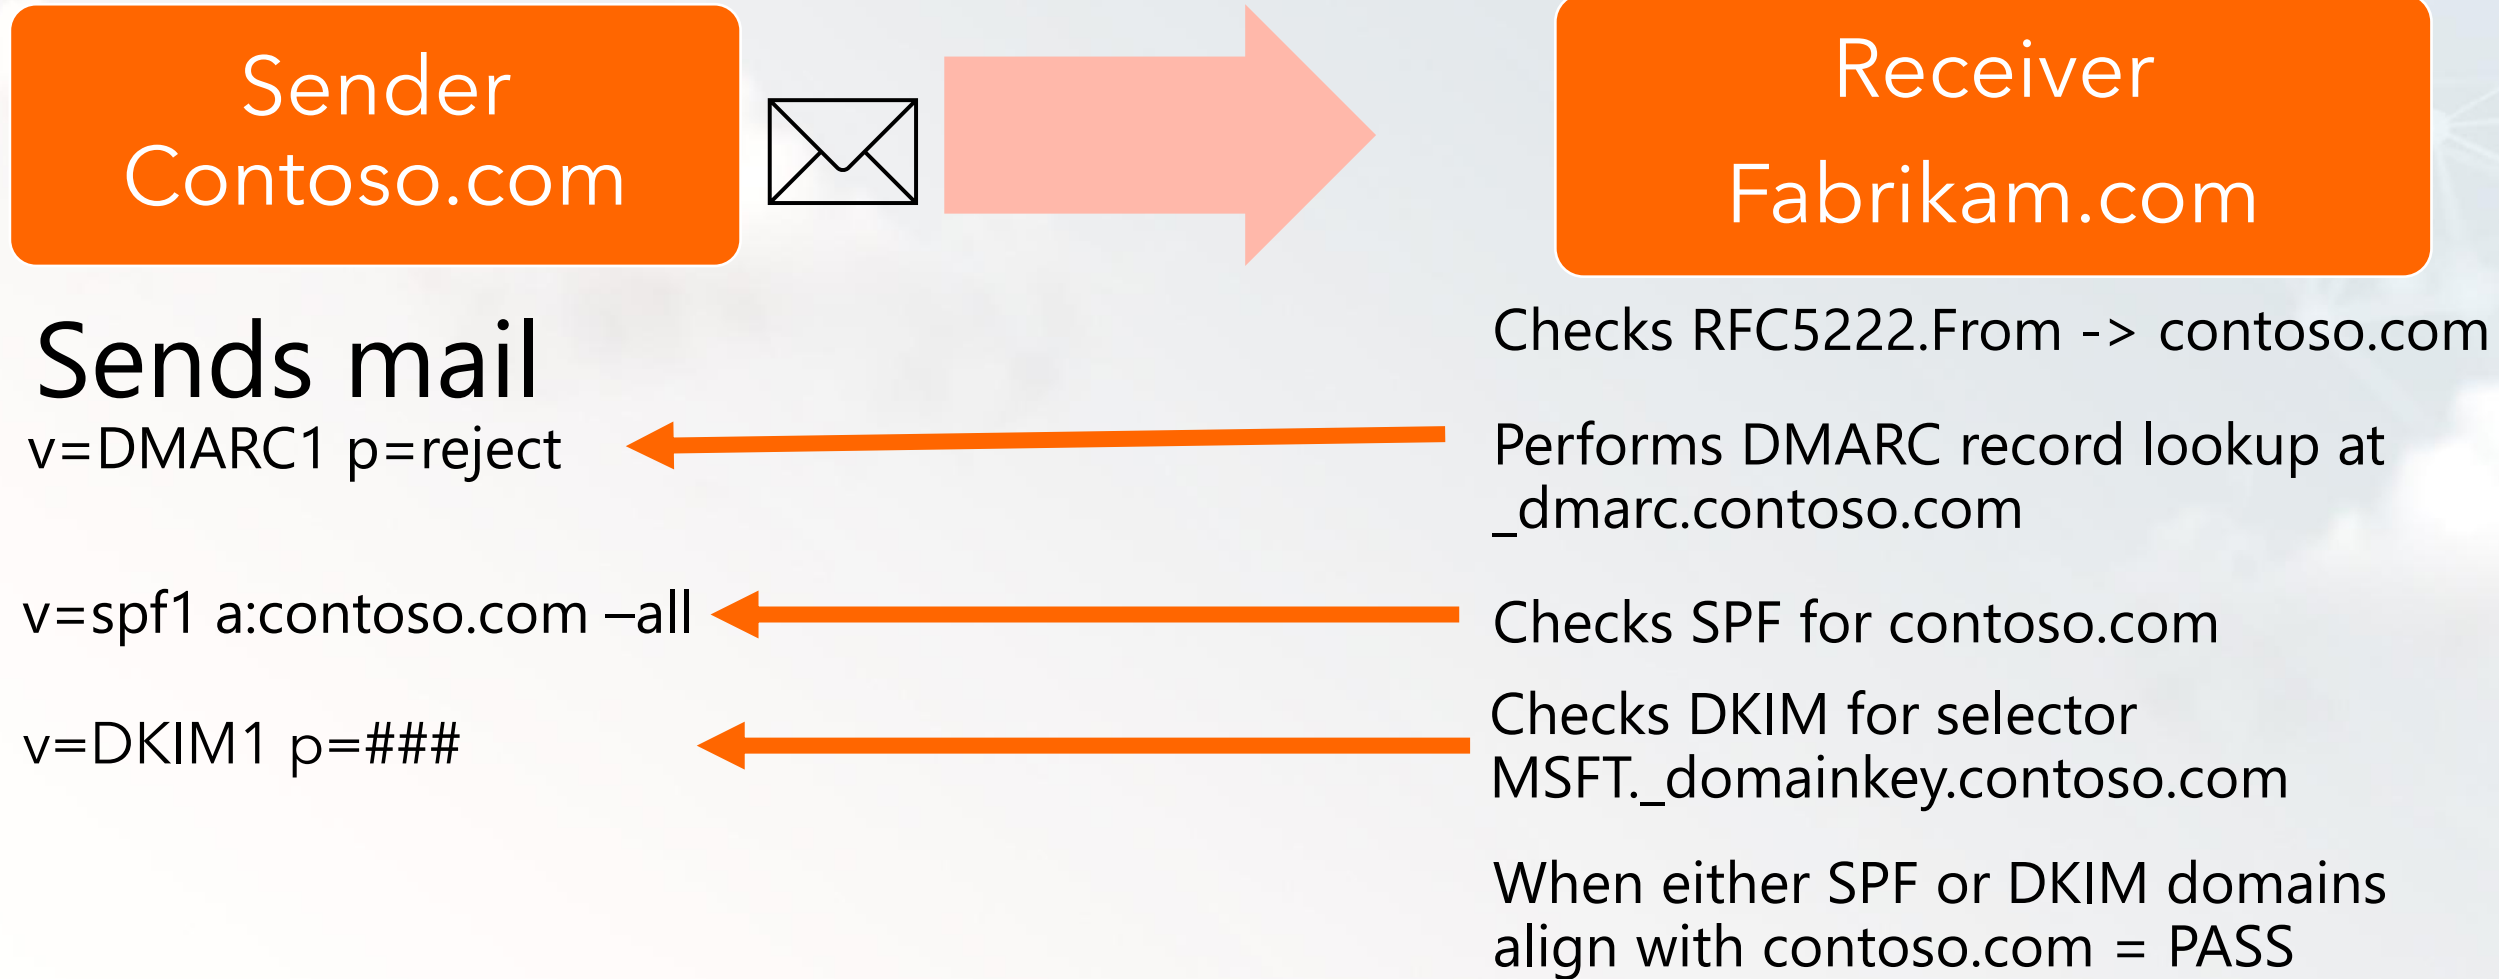 Sender
Contoso.com
Receiver
Fabrikam.com
Sends mail
Checks RFC5222.From -> contoso.com
v=DMARC1 p=reject
Performs DMARC record lookup at
_dmarc.contoso.com
v=spf1 a:contoso.com –all
Checks SPF for contoso.com
v=DKIM1 p=###
Checks DKIM for selector
MSFT._domainkey.contoso.com
When either SPF or DKIM domains
align with contoso.com = PASS